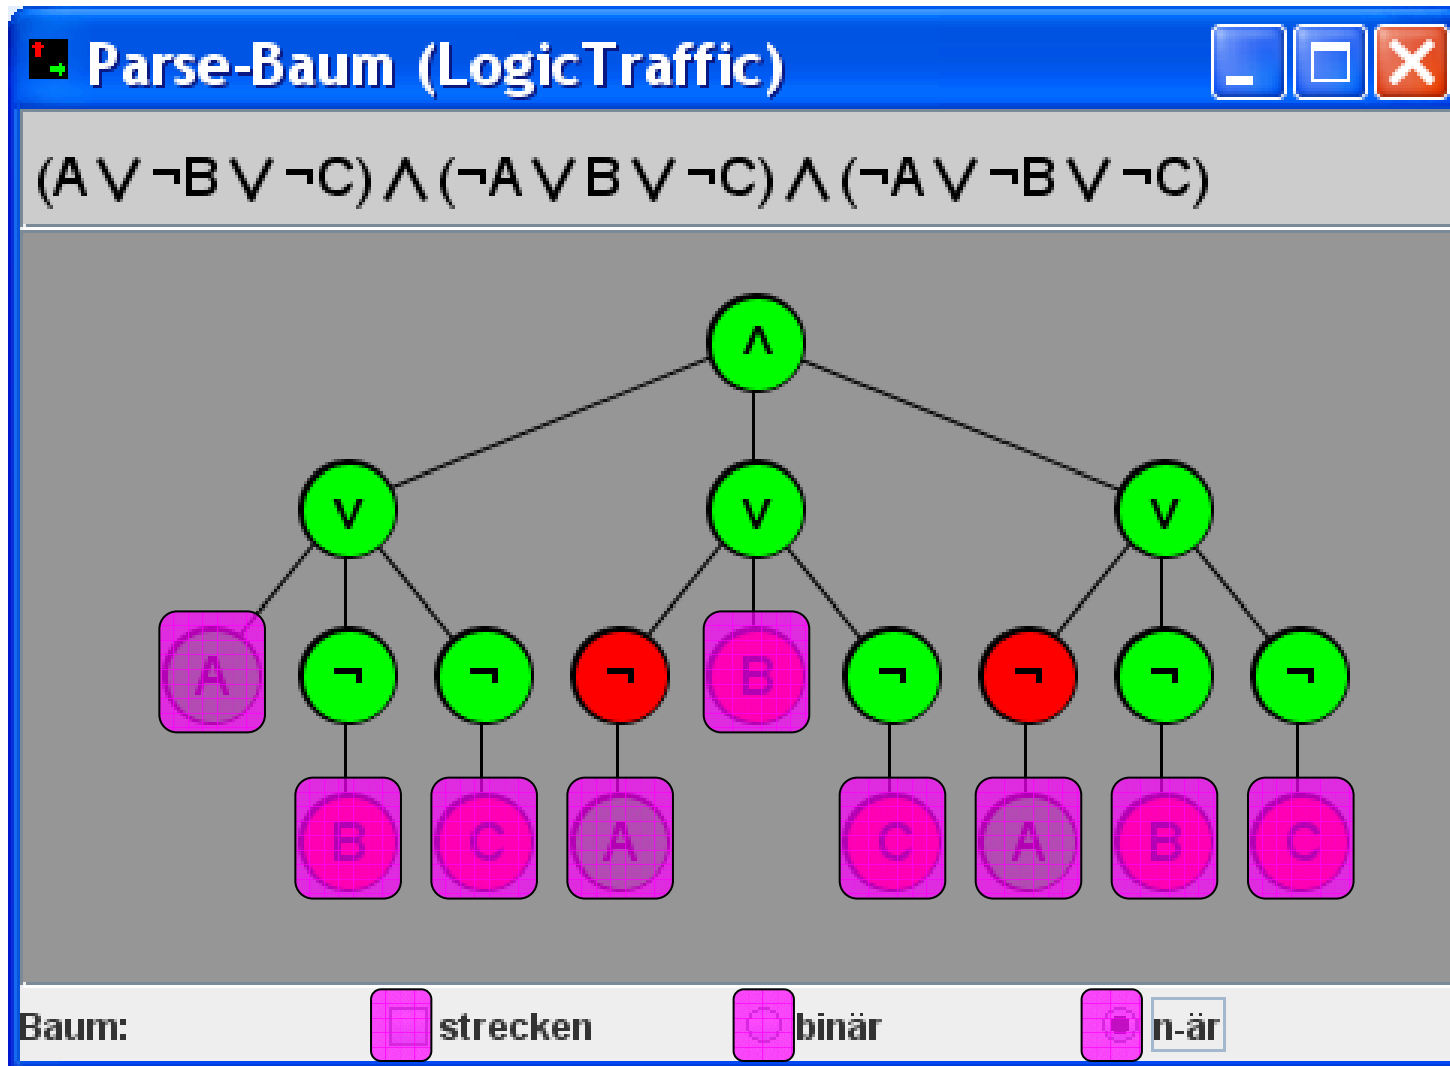 Parse-Baum (LogicTraffic)
(A ∨ ¬B ∨ ¬C) ∧ (¬A ∨ B ∨ ¬C) ∧ (¬A ∨ ¬B ∨ ¬C)
∧
∨ ∨ ∨
A ¬ ¬ ¬ B ¬ ¬ ¬ ¬
B C A C A B C
Baum: strecken binär n-är